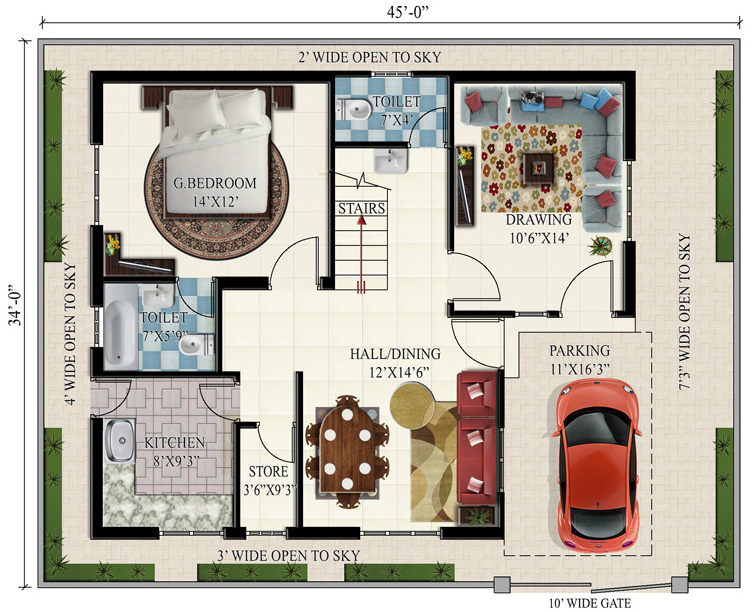 45'-0"
2' WIDE OPEN TO SKY
TOILET
7'X4'
G.BEDROOM
14'X12'
STAIRS
DRAWING
10'6"X14'
34'-0"
4' WIDE OPEN TO SKY
TOILET
7'X5'9"
HALL/DINING
12'X14'6"
PARKING
11'X16'3"
7'3" WIDE OPEN TO SKY
KITCHEN
8'X9'3"
STORE
3'6"X9'3"
3' WIDE OPEN TO SKY
10' WIDE GATE